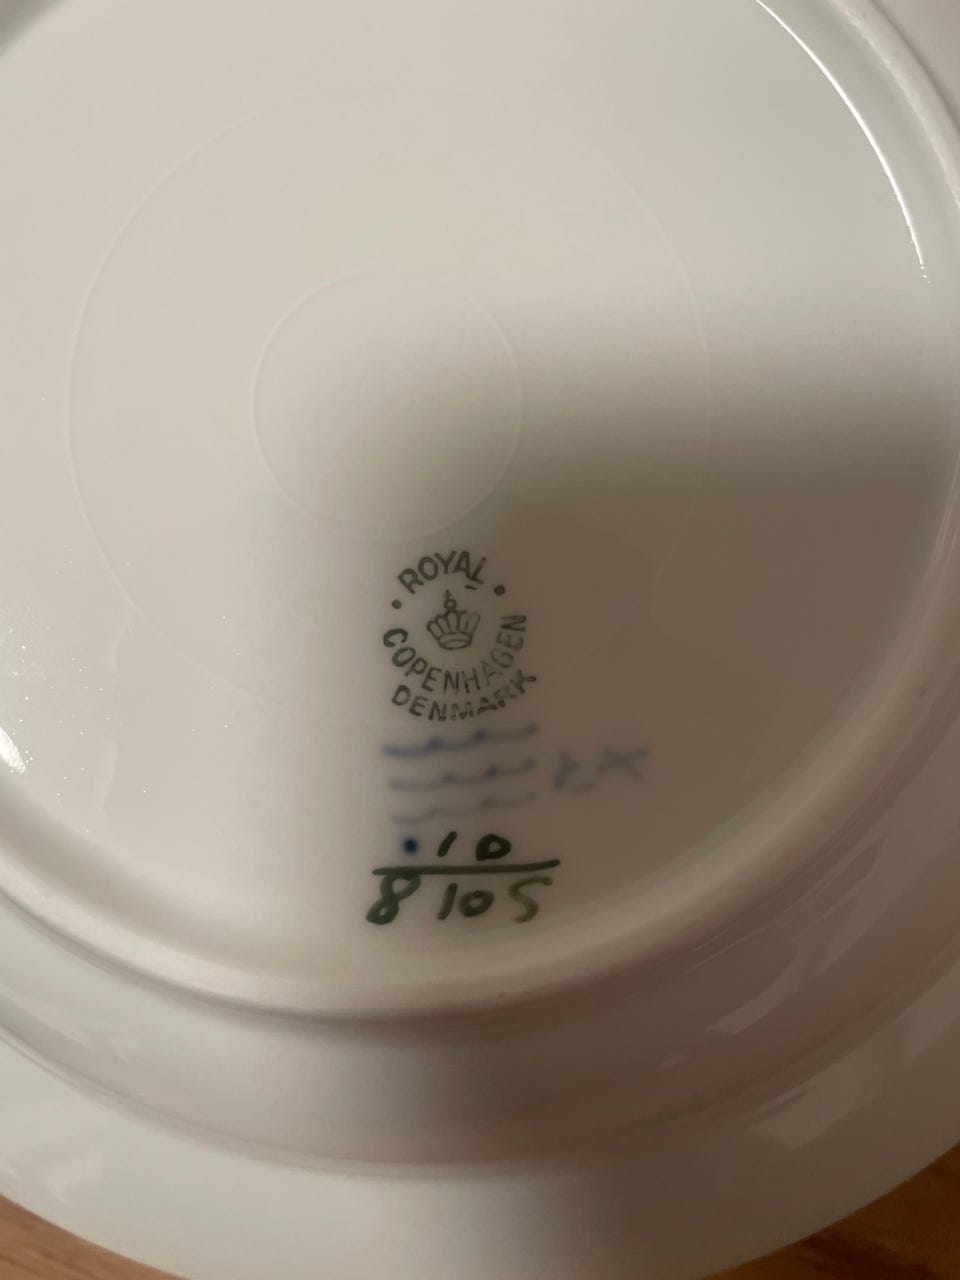 ROYAL
COPENHAGEN
DENMARK
10
8105